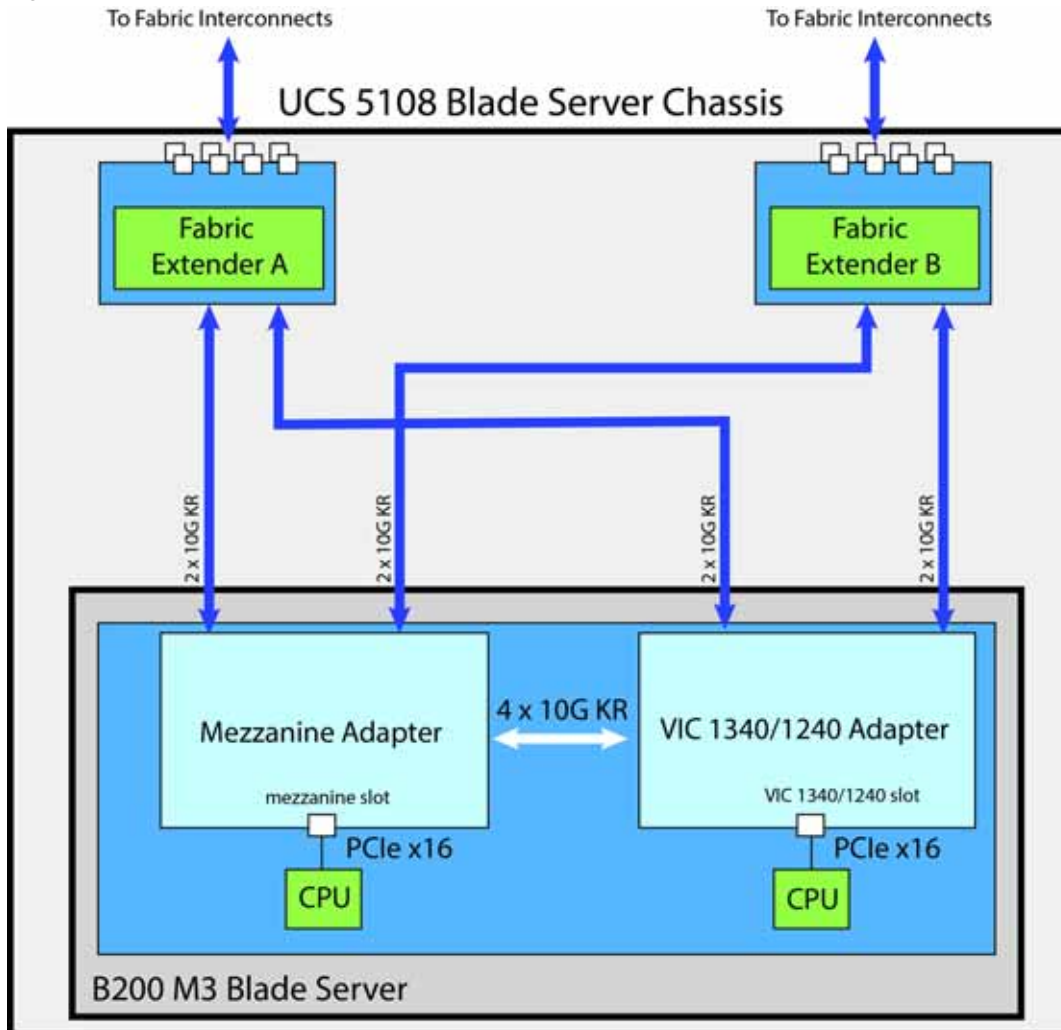 To Fabric Interconnects
To Fabric Interconnects
UCS 5108 Blade Server Chassis
Fabric
Extender A
Fabric
Extender B
2 x 10G KR
2 x 10G KR
2 x 10G KR
2 x 10G KR
Mezzanine Adapter
4 x 10G KR
VIC 1340/1240 Adapter
mezzanine slot
VIC 1340/1240 slot
PCIe x16
PCIe x16
CPU
CPU
B200 M3 Blade Server